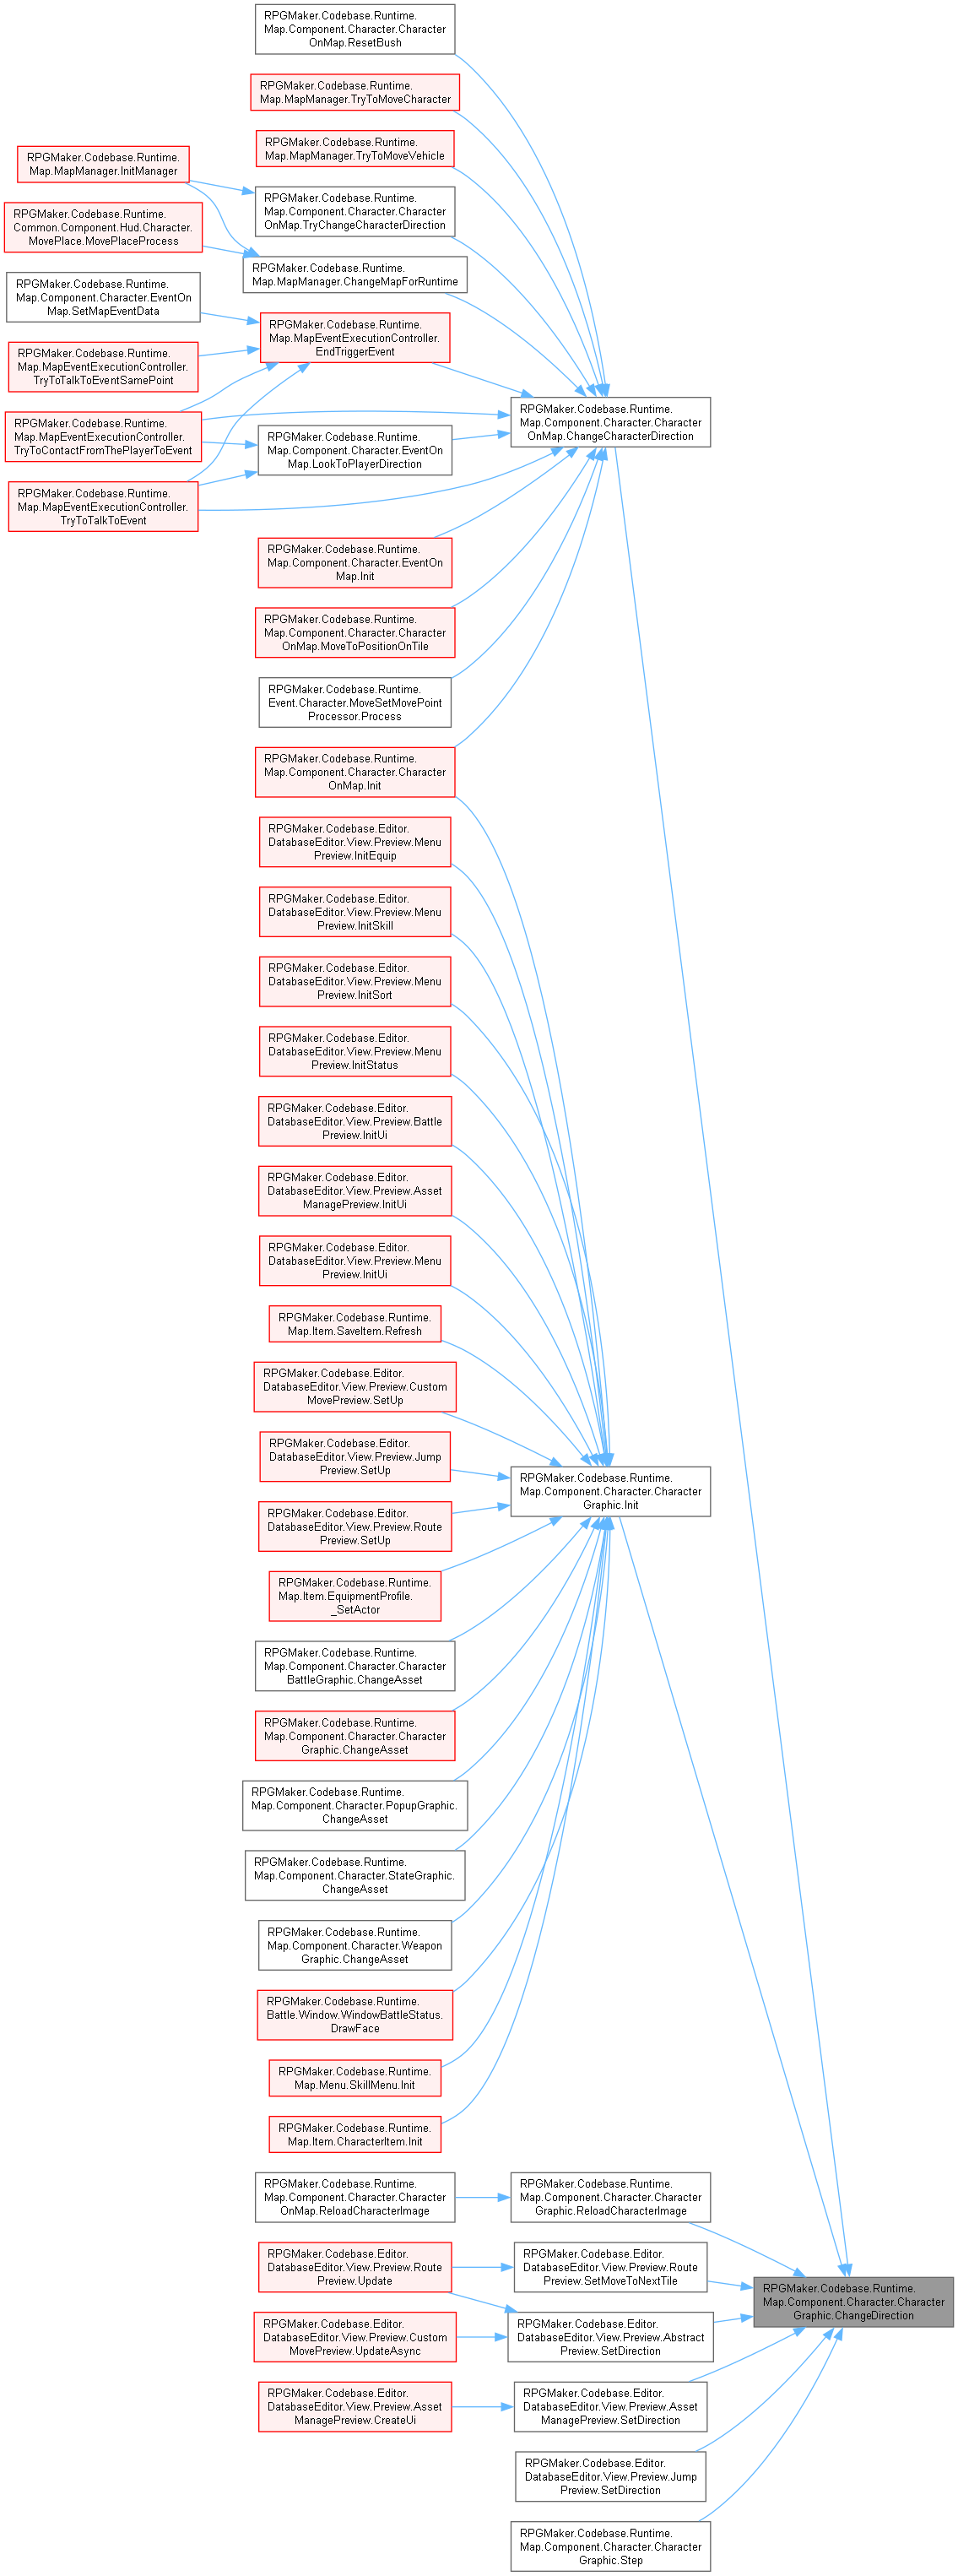 RPGMaker.Codebase.Runtime.
Map.Component.Character.Character
OnMap.ResetBush
RPGMaker.Codebase.Runtime.
Map.MapManager.TryToMoveCharacter
RPGMaker.Codebase.Runtime.
Map.MapManager.TryToMoveVehicle
RPGMaker.Codebase.Runtime.
Map.MapManager.InitManager
RPGMaker.Codebase.Runtime.
Map.Component.Character.Character
OnMap.TryChangeCharacterDirection
RPGMaker.Codebase.Runtime.
Common.Component.Hud.Character.
MovePlace.MovePlaceProcess
RPGMaker.Codebase.Runtime.
Map.MapManager.ChangeMapForRuntime
RPGMaker.Codebase.Runtime.
Map.Component.Character.EventOn
Map.SetMapEventData
RPGMaker.Codebase.Runtime.
Map.MapEventExecutionController.
EndTriggerEvent
RPGMaker.Codebase.Runtime.
Map.MapEventExecutionController.
TryToTalkToEventSamePoint
RPGMaker.Codebase.Runtime.
Map.Component.Character.Character
OnMap.ChangeCharacterDirection
RPGMaker.Codebase.Runtime.
Map.MapEventExecutionController.
TryToContactFromThePlayerToEvent
RPGMaker.Codebase.Runtime.
Map.Component.Character.EventOn
Map.LookToPlayerDirection
RPGMaker.Codebase.Runtime.
Map.MapEventExecutionController.
TryToTalkToEvent
RPGMaker.Codebase.Runtime.
Map.Component.Character.EventOn
Map.Init
RPGMaker.Codebase.Runtime.
Map.Component.Character.Character
OnMap.MoveToPositionOnTile
RPGMaker.Codebase.Runtime.
Event.Character.MoveSetMovePoint
Processor.Process
RPGMaker.Codebase.Runtime.
Map.Component.Character.Character
OnMap.Init
RPGMaker.Codebase.Editor.
DatabaseEditor.View.Preview.Menu
Preview.InitEquip
RPGMaker.Codebase.Editor.
DatabaseEditor.View.Preview.Menu
Preview.InitSkill
RPGMaker.Codebase.Editor.
DatabaseEditor.View.Preview.Menu
Preview.InitSort
RPGMaker.Codebase.Editor.
DatabaseEditor.View.Preview.Menu
Preview.InitStatus
RPGMaker.Codebase.Editor.
DatabaseEditor.View.Preview.Battle
Preview.InitUi
RPGMaker.Codebase.Editor.
DatabaseEditor.View.Preview.Asset
ManagePreview.InitUi
RPGMaker.Codebase.Editor.
DatabaseEditor.View.Preview.Menu
Preview.InitUi
RPGMaker.Codebase.Runtime.
Map.Item.SaveItem.Refresh
RPGMaker.Codebase.Editor.
DatabaseEditor.View.Preview.Custom
MovePreview.SetUp
RPGMaker.Codebase.Editor.
DatabaseEditor.View.Preview.Jump
Preview.SetUp
RPGMaker.Codebase.Runtime.
Map.Component.Character.Character
Graphic.Init
RPGMaker.Codebase.Editor.
DatabaseEditor.View.Preview.Route
Preview.SetUp
RPGMaker.Codebase.Runtime.
Map.Item.EquipmentProfile.
_SetActor
RPGMaker.Codebase.Runtime.
Map.Component.Character.Character
BattleGraphic.ChangeAsset
RPGMaker.Codebase.Runtime.
Map.Component.Character.Character
Graphic.ChangeAsset
RPGMaker.Codebase.Runtime.
Map.Component.Character.PopupGraphic.
ChangeAsset
RPGMaker.Codebase.Runtime.
Map.Component.Character.StateGraphic.
ChangeAsset
RPGMaker.Codebase.Runtime.
Map.Component.Character.Weapon
Graphic.ChangeAsset
RPGMaker.Codebase.Runtime.
Battle.Window.WindowBattleStatus.
DrawFace
RPGMaker.Codebase.Runtime.
Map.Menu.SkillMenu.Init
RPGMaker.Codebase.Runtime.
Map.Item.CharacterItem.Init
RPGMaker.Codebase.Runtime.
Map.Component.Character.Character
OnMap.ReloadCharacterImage
RPGMaker.Codebase.Runtime.
Map.Component.Character.Character
Graphic.ReloadCharacterImage
RPGMaker.Codebase.Editor.
DatabaseEditor.View.Preview.Route
Preview.Update
RPGMaker.Codebase.Editor.
DatabaseEditor.View.Preview.Route
Preview.SetMoveToNextTile
RPGMaker.Codebase.Runtime.
Map.Component.Character.Character
Graphic.ChangeDirection
RPGMaker.Codebase.Editor.
DatabaseEditor.View.Preview.Custom
MovePreview.UpdateAsync
RPGMaker.Codebase.Editor.
DatabaseEditor.View.Preview.Abstract
Preview.SetDirection
RPGMaker.Codebase.Editor.
DatabaseEditor.View.Preview.Asset
ManagePreview.CreateUi
RPGMaker.Codebase.Editor.
DatabaseEditor.View.Preview.Asset
ManagePreview.SetDirection
RPGMaker.Codebase.Editor.
DatabaseEditor.View.Preview.Jump
Preview.SetDirection
RPGMaker.Codebase.Runtime.
Map.Component.Character.Character
Graphic.Step